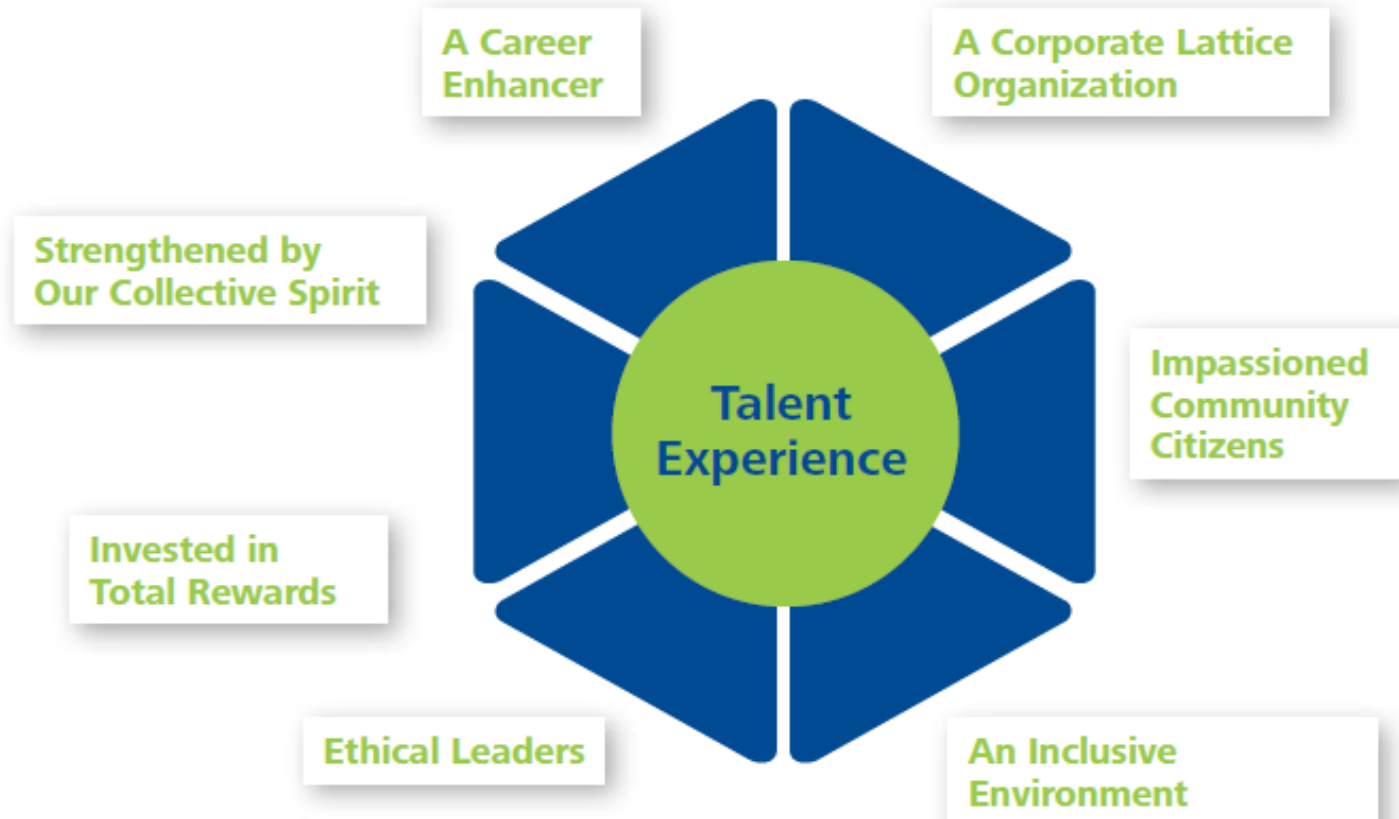 A Career
Enhancer
A Corporate Lattice
Organization
Strengthened by
Our Collective Spirit
Impassioned
Community
Citizens
Talent
Experience
Invested in
Total Rewards
Ethical Leaders
An Inclusive
Environment